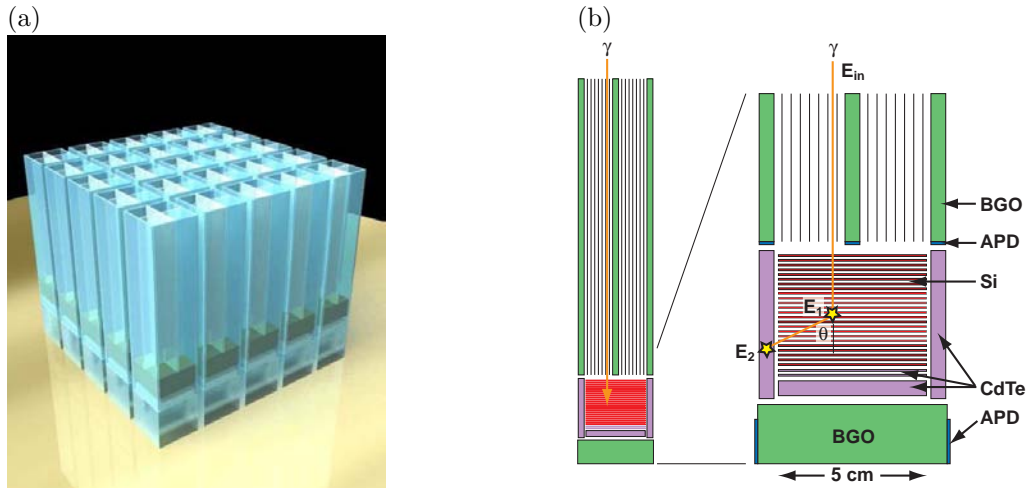 (a)
(b)
γ
γ
E_in
BGO
APD
Si
E_1
θ
E_2
CdTe
APD
BGO
5 cm